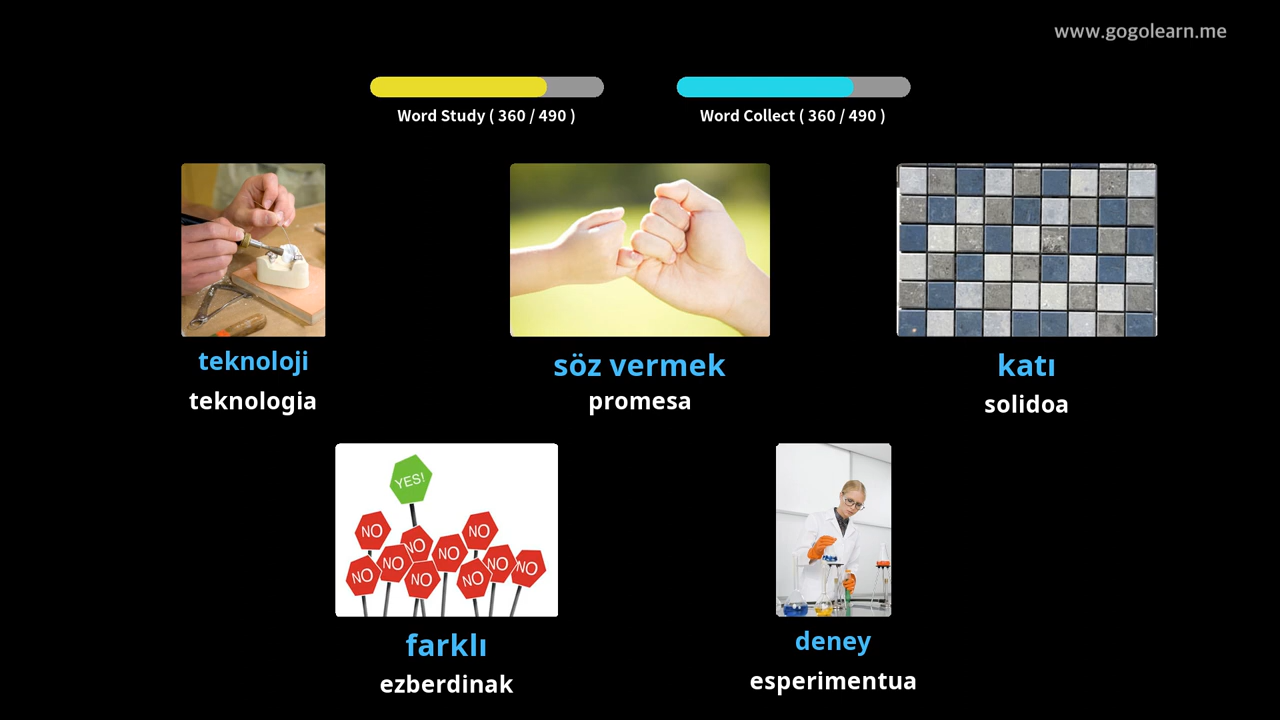 www.gogolearn.me
Word Study ( 360 / 490 )
Word Collect ( 360 / 490 )
teknoloji
teknologia
söz vermek
promesa
katı
solidoa
YES!
NO
NO
NO
NO
NO
NO
NO
NO
NO
NO
farklı
ezberdinak
deney
esperimentua